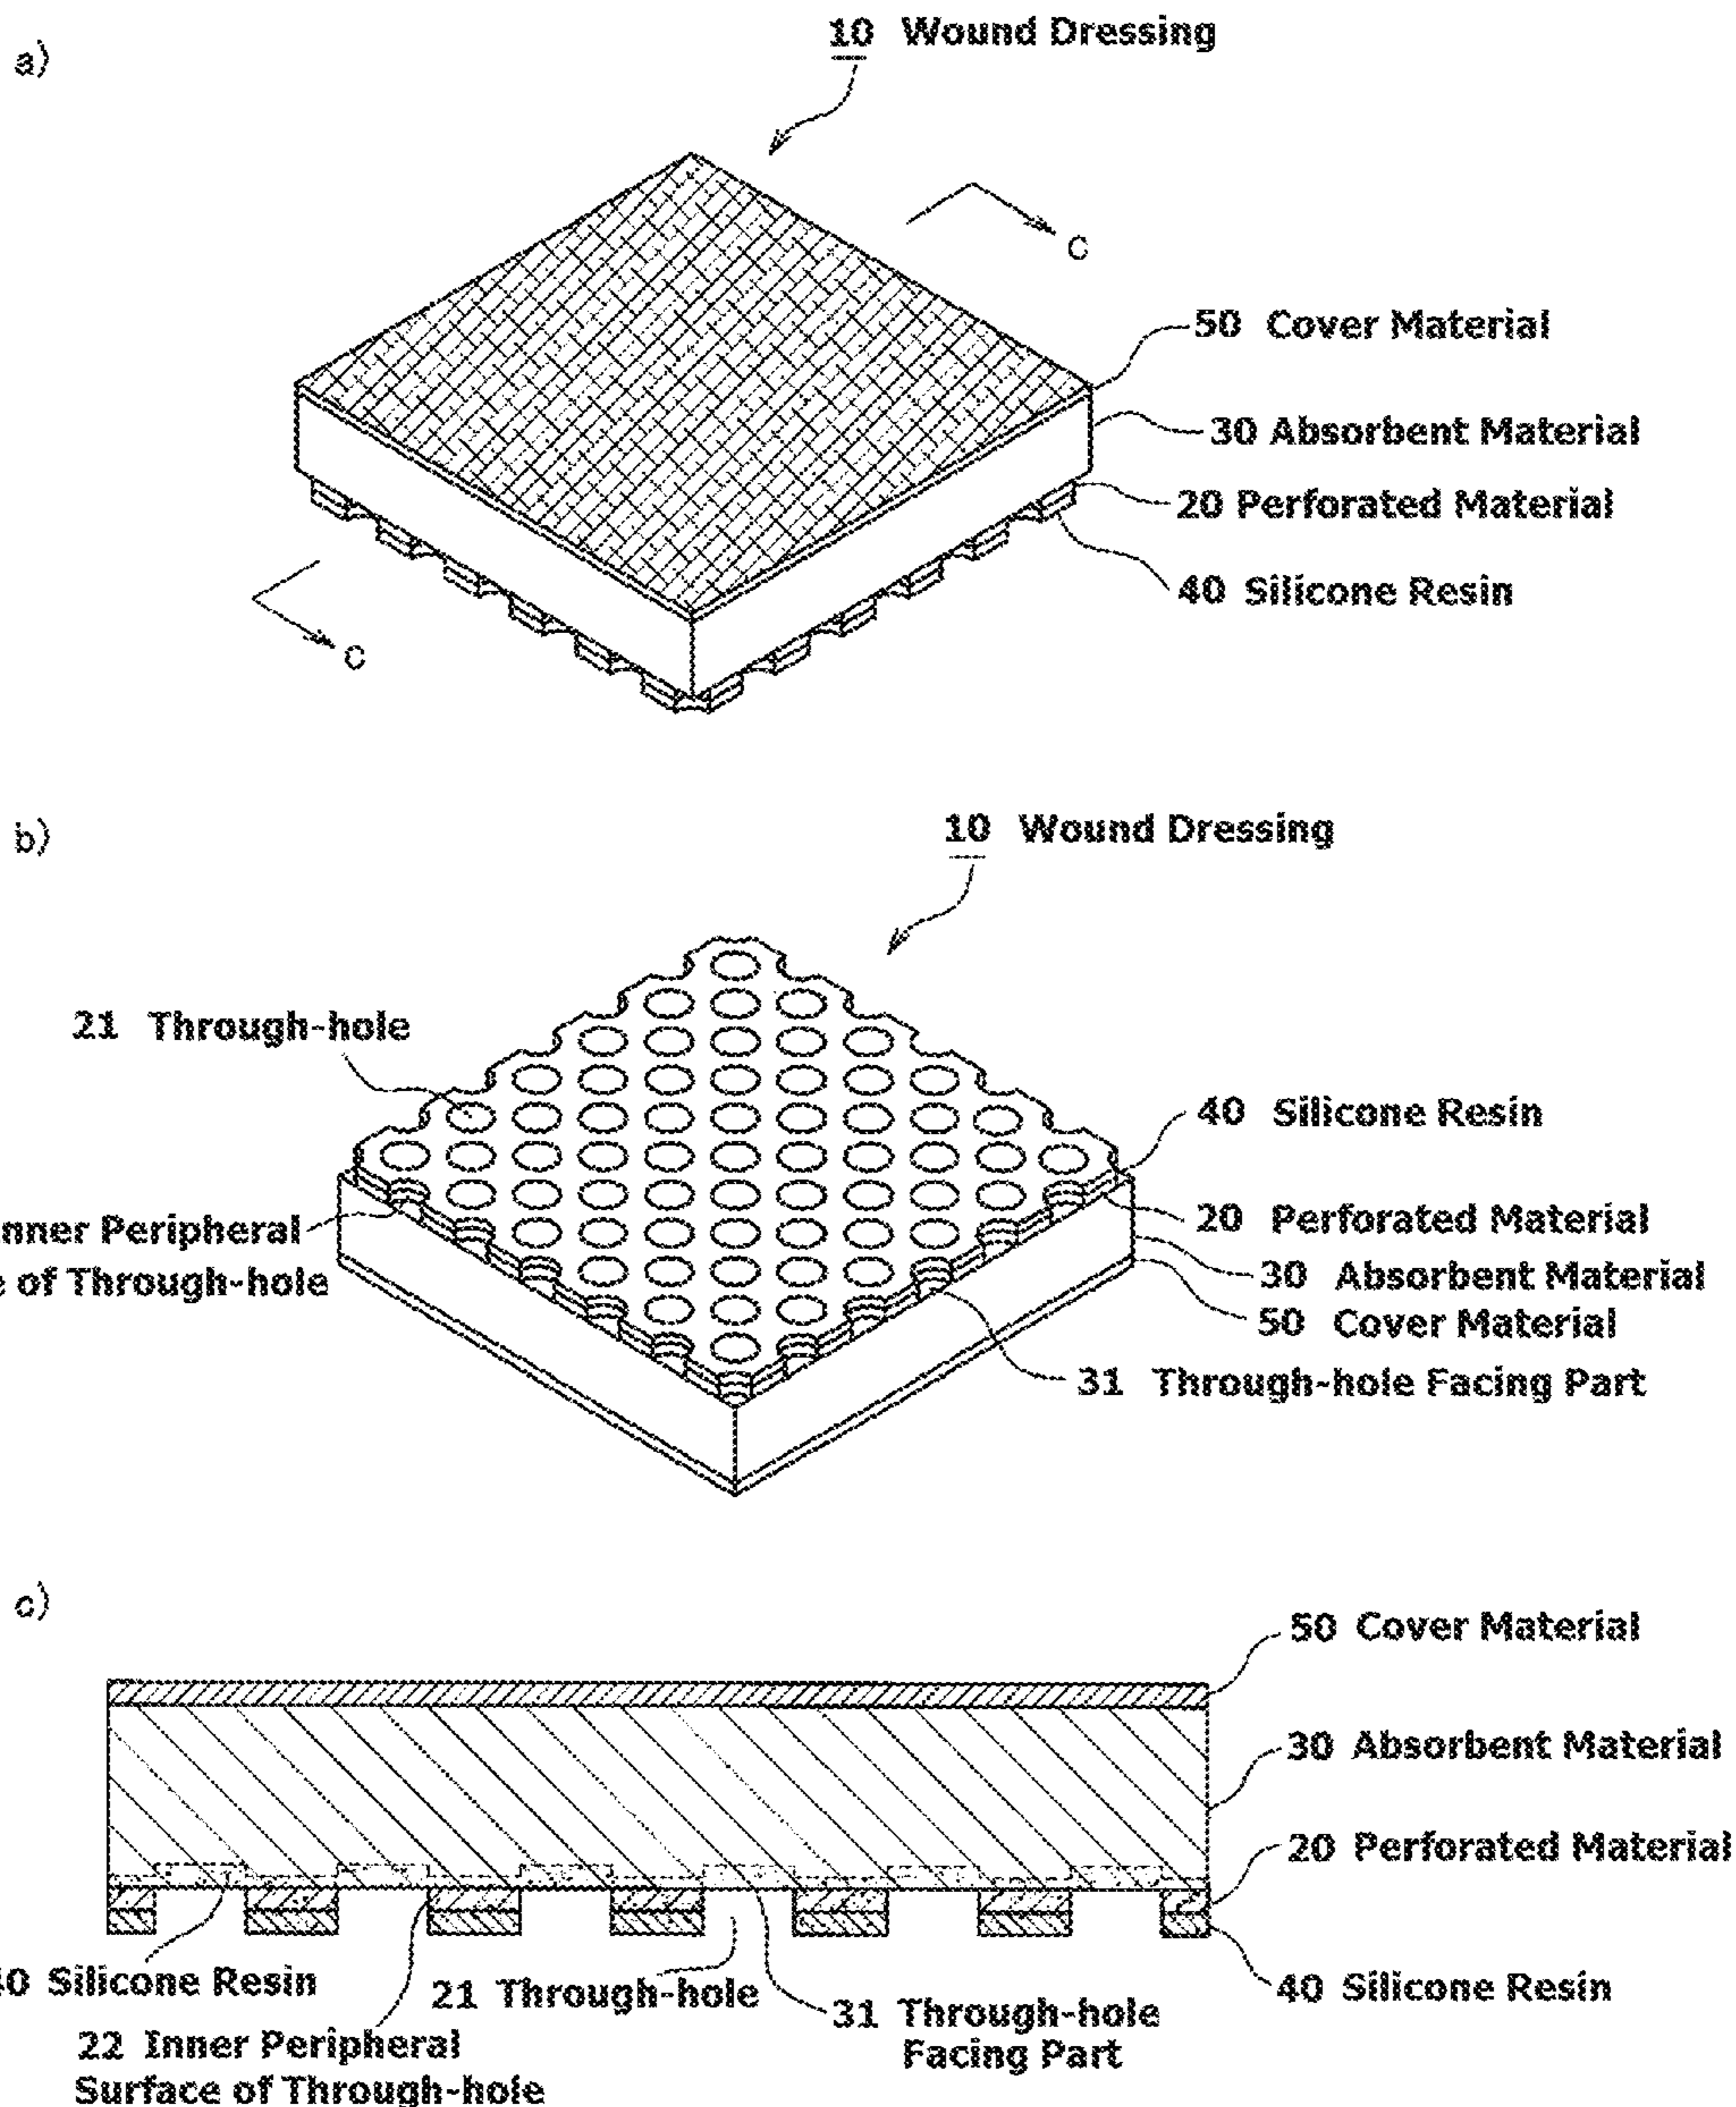 a)
10 Wound Dressing
C
50 Cover Material
30 Absorbent Material
20 Perforated Material
40 Silicone Resin
C
b)
10 Wound Dressing
21 Through-hole
40 Silicone Resin
20 Perforated Material
Peripheral
of Through-hole
30 Absorbent Material
50 Cover Material
31 Through-hole Facing Part
c)
50 Cover Material
30 Absorbent Material
20 Perforated Material
Silicone Resin
21 Through-hole
31 Through-hole
Facing Part
40 Silicone Resin
22 Inner Peripheral
Surface of Through-hole